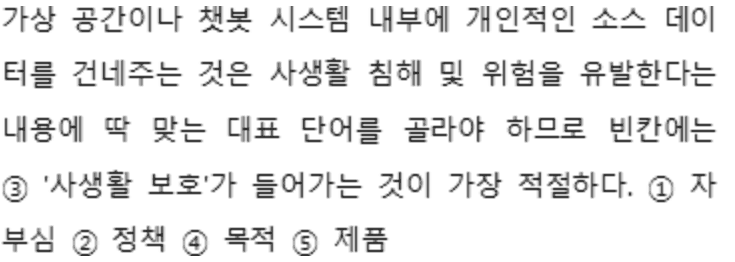 가상 공간이나 챗봇 시스템 내부에 개인적인 소스 데이
터를 건네주는 것은 사생활 침해 및 위험을 유발한다는
내용에 딱 맞는 대표 단어를 골라야 하므로 빈칸에는
③ '사생활 보호'가 들어가는 것이 가장 적절하다. ① 자
부심 ② 정책 ④ 목적 ⑤ 제품